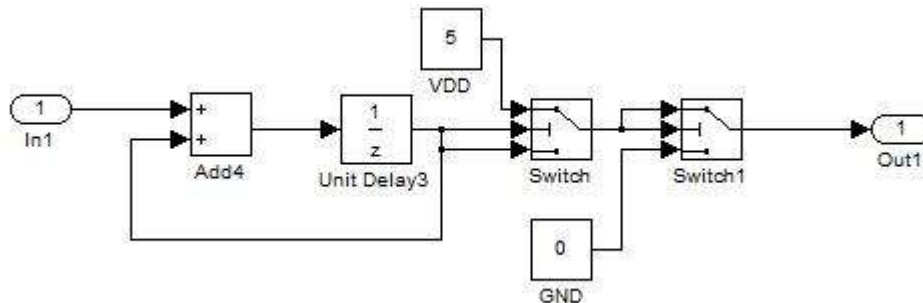 5
VDD
1
In1
+
+
Add4
1
z
Unit Delay3
Switch
Switch1
1
Out1
0
GND